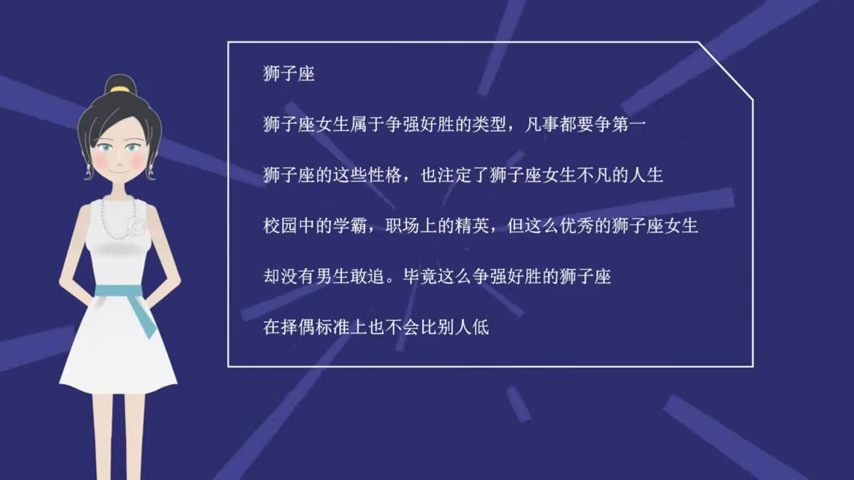 狮子座
狮子座女生属于争强好胜的类型，凡事都要争第一
狮子座的这些性格，也注定了狮子座女生不凡的人生
校园中的学霸，职场上的精英，但这么优秀的狮子座女生
却没有男生敢追。毕竟这么争强好胜的狮子座
在择偶标准上也不会比别人低